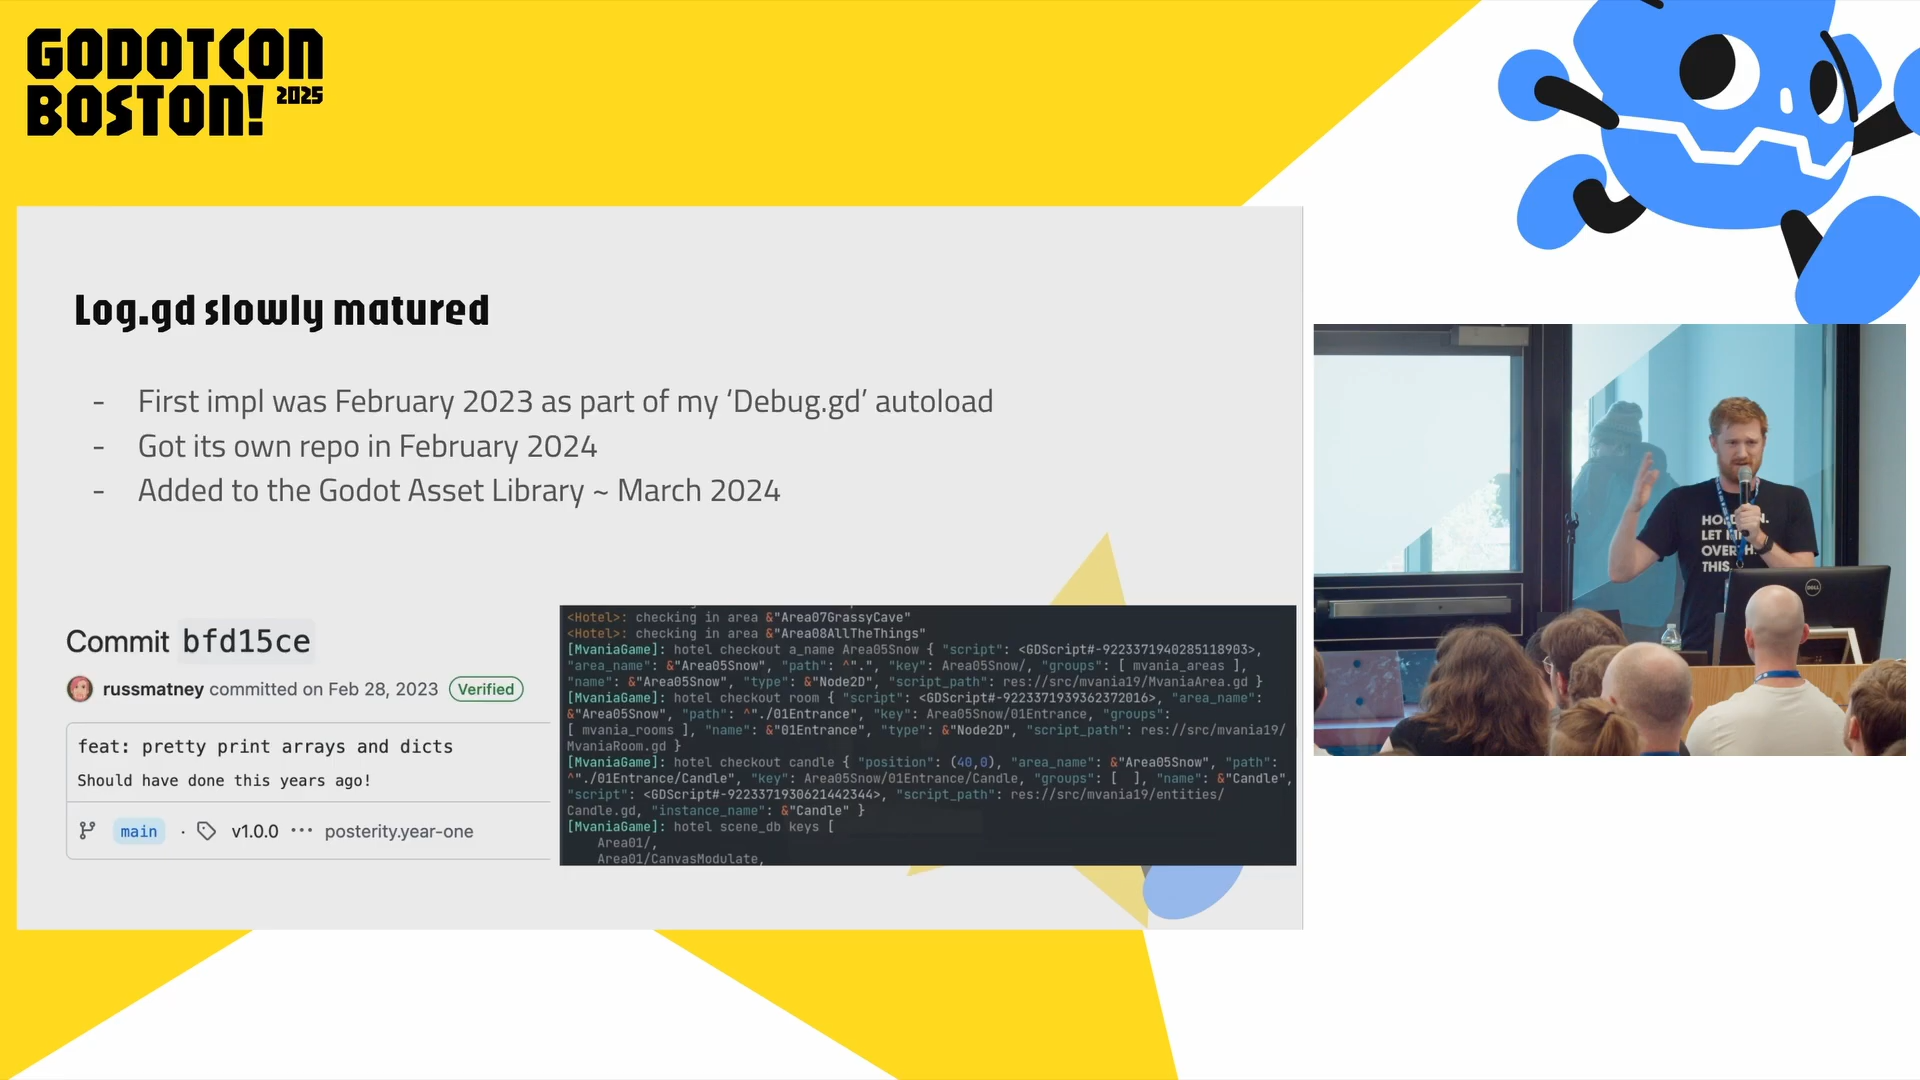 GODOTCON
BOSTON! 2025
Log.gd slowly matured
- First impl was February 2023 as part of my ‘Debug.gd’ autoload
- Got its own repo in February 2024
- Added to the Godot Asset Library ~ March 2024
Commit bfd15ce
russmatney committed on Feb 28, 2023 Verified
feat: pretty print arrays and dicts
Should have done this years ago!
main · v1.0.0 ··· posterity.year-one
<Hotel>: checking in area &"Area07GrassyCave"
<Hotel>: checking in area &"Area08AllTheThings"
[MvaniaGame]: hotel checkout a_name Area05Snow { "script": <GDScript#-9223371940285118903>,
"area_name": &"Area05Snow", "path": ^".", "key": Area05Snow/, "groups": [ mvania_areas ],
"name": &"Area05Snow", "type": &"Node2D", "script_path": res://src/mvania19/MvaniaArea.gd }
[MvaniaGame]: hotel checkout room { "script": <GDScript#-9223371939362372016>, "area_name":
&"Area05Snow", "path": ^"./01Entrance", "key": Area05Snow/01Entrance, "groups":
[ mvania_rooms ], "name": &"01Entrance", "type": &"Node2D", "script_path": res://src/mvania19/
MvaniaRoom.gd }
[MvaniaGame]: hotel checkout candle { "position": (40,0), "area_name": &"Area05Snow", "path":
^"./01Entrance/Candle", "key": Area05Snow/01Entrance/Candle, "groups": [  ], "name": &"Candle",
"script": <GDScript#-9223371930621442344>, "script_path": res://src/mvania19/entities/
Candle.gd, "instance_name": &"Candle" }
[MvaniaGame]: hotel scene_db keys [
Area01/,
Area01/CanvasModulate,
LET
THIS.
DELL